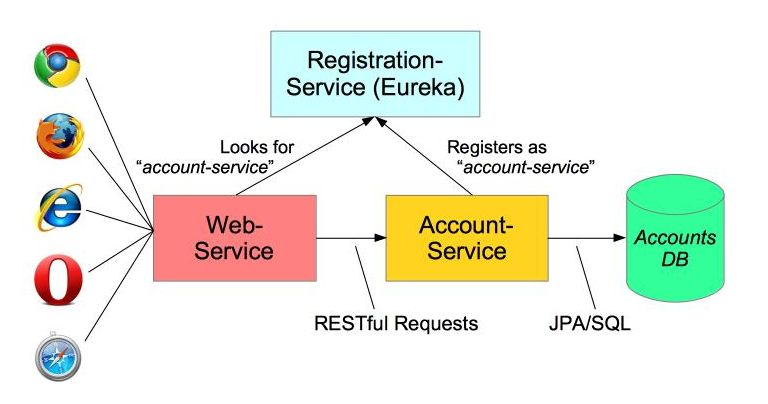 Registration-
Service (Eureka)
Looks for
“account-service”
Registers as
“account-service”
Web-
Service
Account-
Service
Accounts
DB
RESTful Requests
JPA/SQL